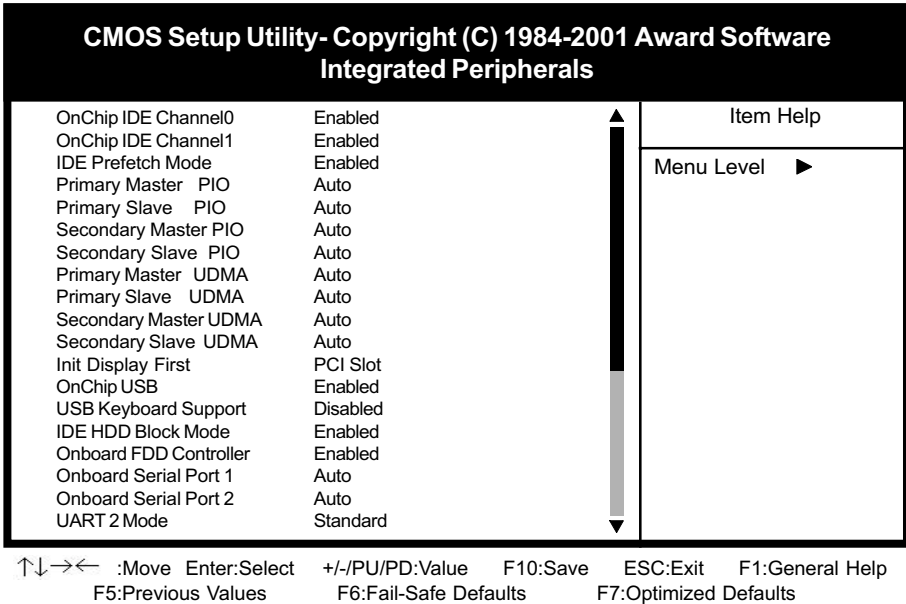 CMOS Setup Utility- Copyright (C) 1984-2001 Award Software
Integrated Peripherals
OnChip IDE Channel0 Enabled
OnChip IDE Channel1 Enabled
IDE Prefetch Mode Enabled
Primary Master PIO Auto
Primary Slave PIO Auto
Secondary Master PIO Auto
Secondary Slave PIO Auto
Primary Master UDMA Auto
Primary Slave UDMA Auto
Secondary Master UDMA Auto
Secondary Slave UDMA Auto
Init Display First PCI Slot
OnChip USB Enabled
USB Keyboard Support Disabled
IDE HDD Block Mode Enabled
Onboard FDD Controller Enabled
Onboard Serial Port 1 Auto
Onboard Serial Port 2 Auto
UART 2 Mode Standard
Item Help
Menu Level ▶
↑↓→← :Move Enter:Select +/-/PU/PD:Value F10:Save ESC:Exit F1:General Help
F5:Previous Values F6:Fail-Safe Defaults F7:Optimized Defaults